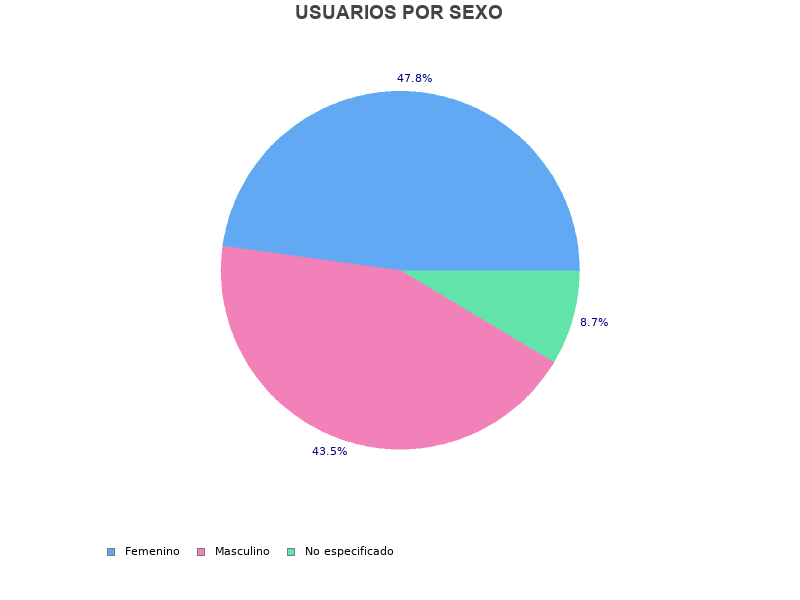 USUARIOS POR SEXO
47.8%
8.7%
43.5%
Femenino Masculino No especificado